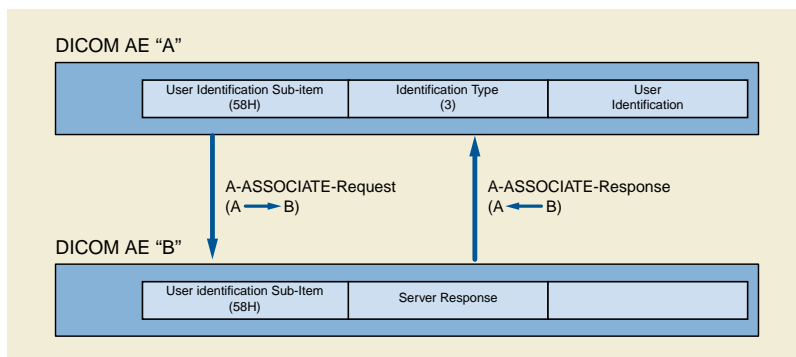 DICOM AE “A”
User Identification Sub-item
(58H)
Identification Type
(3)
User
Identification
A-ASSOCIATE-Request
(A B)
A-ASSOCIATE-Response
(A B)
DICOM AE “B”
User identification Sub-Item
(58H)
Server Response